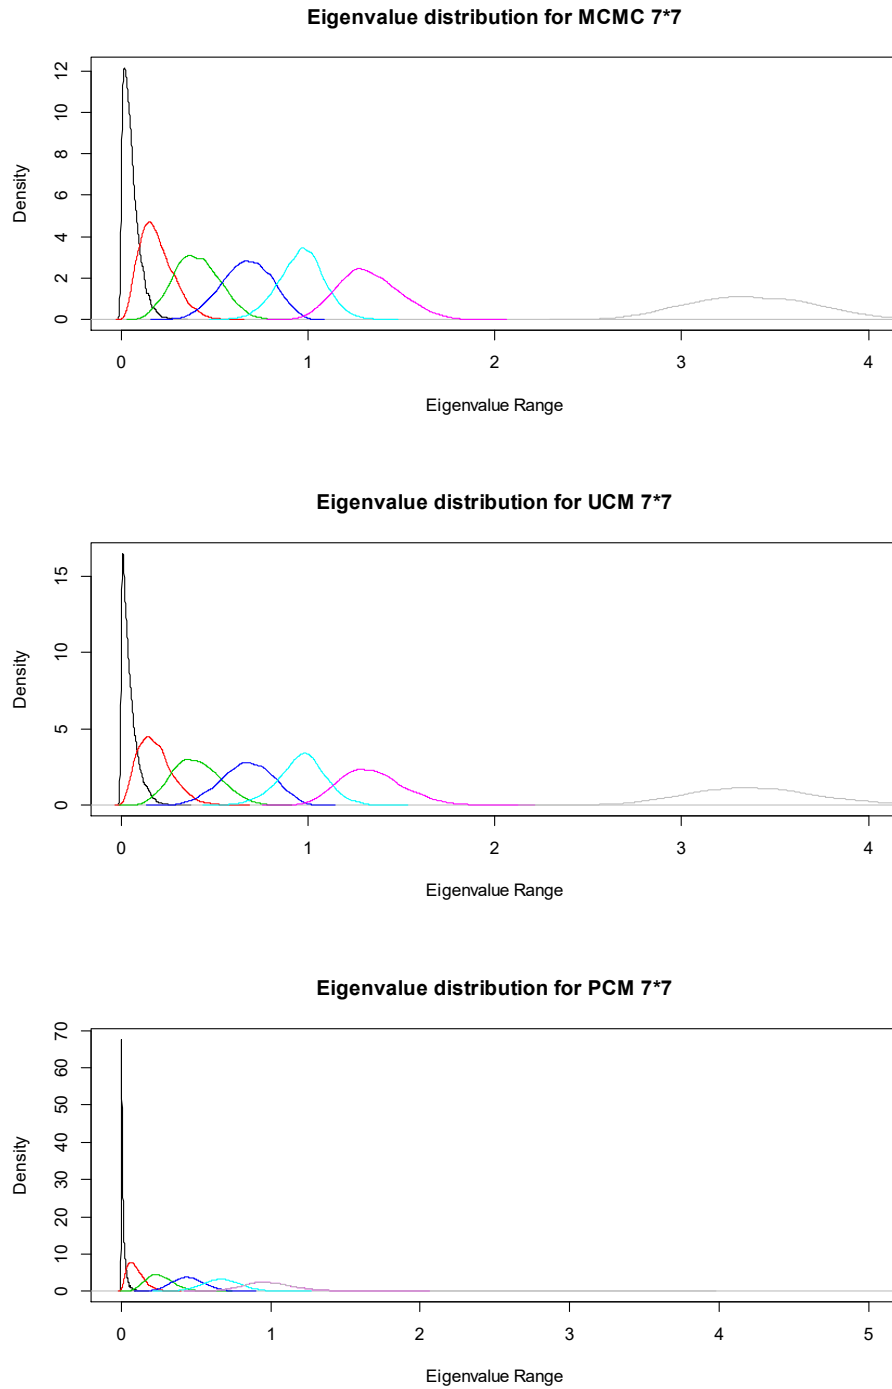 Eigenvalue distribution for MCMC 7*7
12
10
8
6
4
2
0
Density
0 1 2 3 4
Eigenvalue Range
Eigenvalue distribution for UCM 7*7
15
10
5
0
Density
0 1 2 3 4
Eigenvalue Range
Eigenvalue distribution for PCM 7*7
70
60
50
40
30
20
10
0
Density
0 1 2 3 4 5
Eigenvalue Range